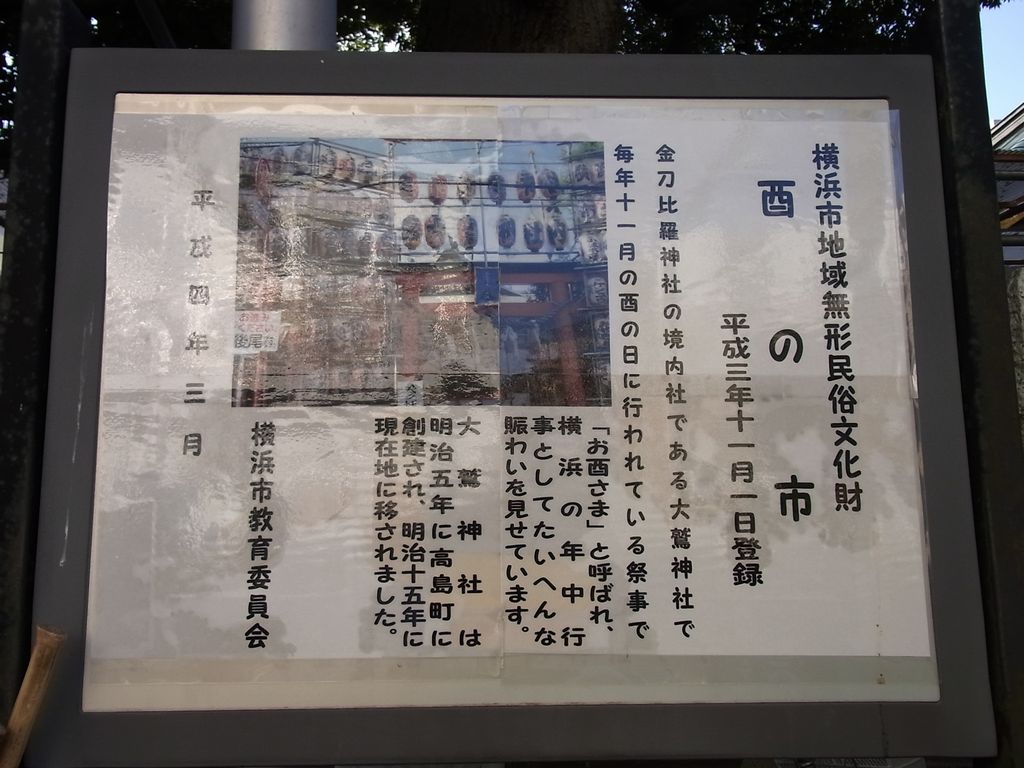 横浜市地域無形民俗文化財
酉の市
平成三年十一月一日登録
金刀比羅神社の境内社である大鷲神社で
毎年十一月の酉の日に行われている祭事で
「お酉さま」と呼ばれ、
横浜の年中行
事としてたいへんな
賑わいを見せています。
大鷲神社は
明治五年に高島町に
創建され、明治十五年に
現在地に移されました。
横浜市教育委員会
平成四年三月